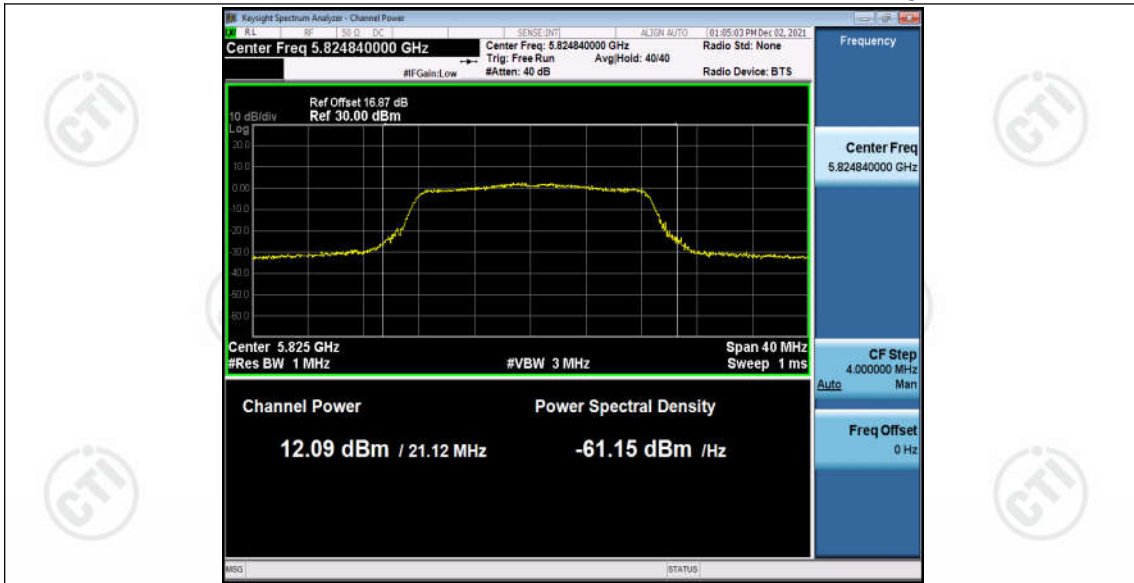 Keysight Spectrum Analyzer - Channel Power
RL RF 50 Ω DC SENSE:INT ALIGN AUTO 01:05:03 PM Dec 02, 2021
Center Freq 5.824840000 GHz
Center Freq: 5.824840000 GHz
Radio Std: None
Trig: Free Run Avg|Hold: 40/40
#IFGain:Low #Atten: 40 dB Radio Device: BTS
Frequency
Ref Offset 16.87 dB
10 dB/div Ref 30.00 dBm
Log
20.0
10.0
0.00
-10.0
-20.0
-30.0
-40.0
-50.0
-60.0
Center 5.825 GHz Span 40 MHz
#Res BW 1 MHz #VBW 3 MHz Sweep 1 ms
Center Freq
5.824840000 GHz
CF Step
4.000000 MHz
Auto Man
Freq Offset
0 Hz
Channel Power Power Spectral Density
12.09 dBm / 21.12 MHz -61.15 dBm /Hz
MSG STATUS
CTI
CTI
CTI
CTI